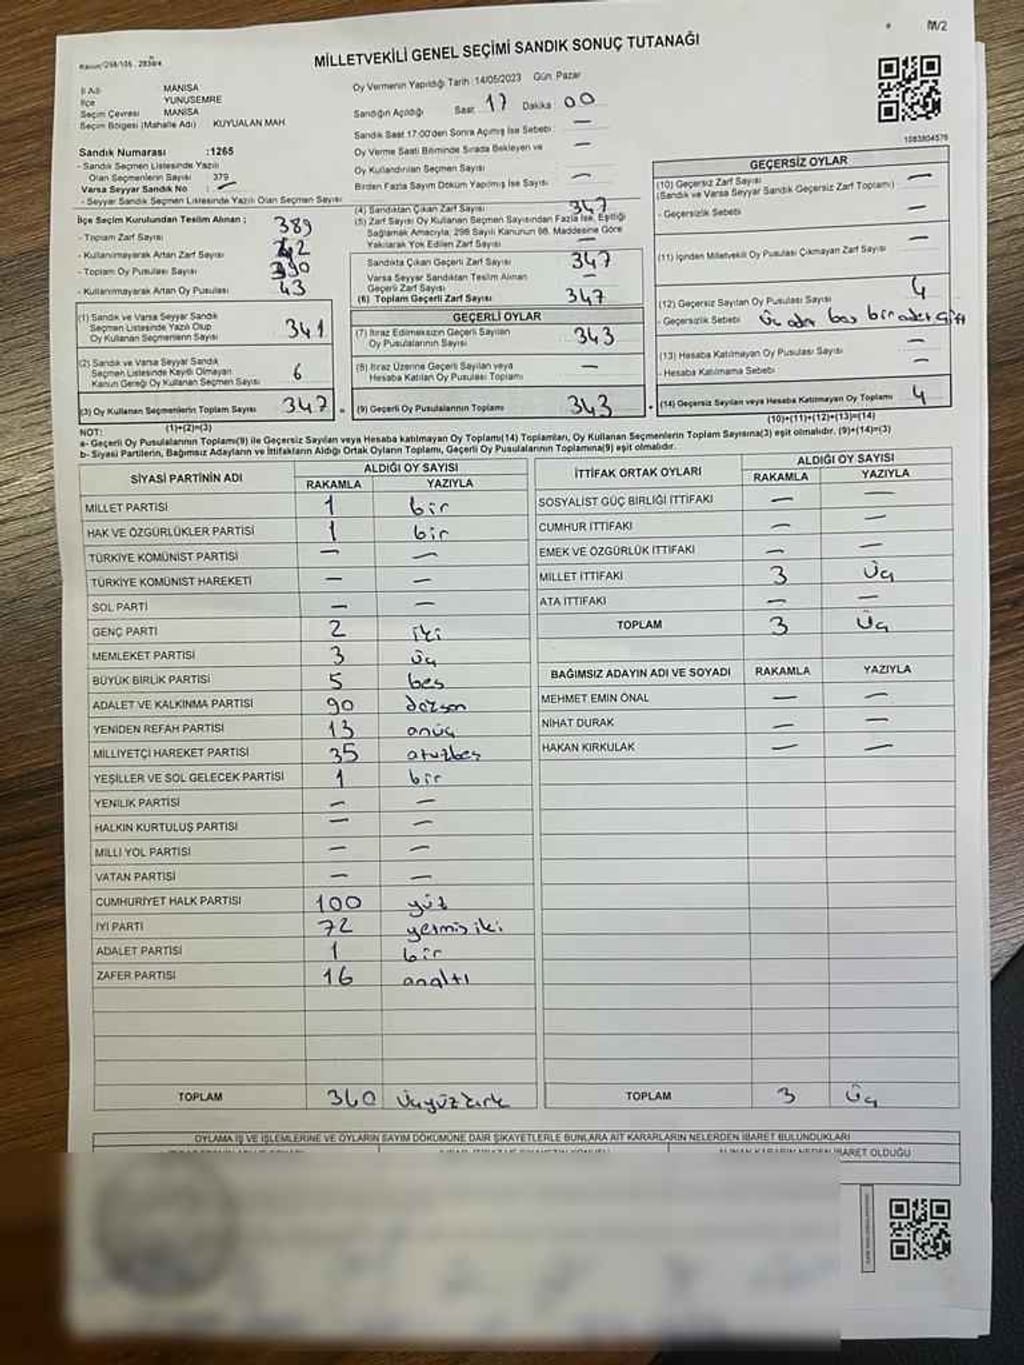 M/2
MİLLETVEKİLİ GENEL SEÇİMİ SANDIK SONUÇ TUTANAĞI
İl Adı MANİSA
İlçe YUNUSEMRE
Seçim Çevresi MANİSA
Seçim Bölgesi (Mahalle Adı) KUYUALAN MAH
Sandık Numarası :1265
- Sandık Seçmen Listesinde Yazılı
Olan Seçmenlerin Sayısı 379
Varsa Seyyar Sandık No : –
- Seyyar Sandık Seçmen Listesinde Yazılı Olan Seçmen Sayısı
Oy Vermenin Yapıldığı Tarih :14/05/2023 Gün: Pazar
Sandığın Açıldığı Saat 17 Dakika 00
Sandık Saat 17:00'den Sonra Açılmış İse Sebebi : –
Oy Verme Saati Bitiminde Sırada Bekleyen ve –
Oy Kullandırılan Seçmen Sayısı
Birden Fazla Sayım Döküm Yapılmış İse Sayısı –
1083804576
İlçe Seçim Kurulundan Teslim Alınan ;
- Toplam Zarf Sayısı 389
- Kullanılmayarak Artan Zarf Sayısı 42
- Toplam Oy Pusulası Sayısı 390
- Kullanılmayarak Artan Oy Pusulası 43
(1) Sandık ve Varsa Seyyar Sandık
Seçmen Listesinde Yazılı Olup
Oy Kullanan Seçmenlerin Sayısı 341
(2) Sandık ve Varsa Seyyar Sandık
Seçmen Listesinde Kayıtlı Olmayan
Kanun Gereği Oy Kullanan Seçmen Sayısı 6
(3) Oy Kullanan Seçmenlerin Toplam Sayısı 347
(1)+(2)=(3)
(4) Sandıktan Çıkan Zarf Sayısı 347
(5) Zarf Sayısı Oy Kullanan Seçmen Sayısından Fazla İse, Eşitliği
Sağlamak Amacıyla, 298 Sayılı Kanunun 98. Maddesine Göre
Yakılarak Yok Edilen Zarf Sayısı –
Sandıkta Çıkan Geçerli Zarf Sayısı 347
Varsa Seyyar Sandıktan Teslim Alınan
Geçerli Zarf Sayısı –
(6) Toplam Geçerli Zarf Sayısı 347
GEÇERLİ OYLAR
(7) İtiraz Edilmeksizin Geçerli Sayılan
Oy Pusulalarının Sayısı 343
(8) İtiraz Üzerine Geçerli Sayılan veya
Hesaba Katılan Oy Pusulası Toplamı –
(9) Geçerli Oy Pusulalarının Toplamı 343
GEÇERSİZ OYLAR
(10) Geçersiz Zarf Sayısı –
(Sandık ve Varsa Seyyar Sandık Geçersiz Zarf Toplamı)
- Geçersizlik Sebebi –
(11) İçinden Milletvekili Oy Pusulası Çıkmayan Zarf Sayısı –
(12) Geçersiz Sayılan Oy Pusulası Sayısı 4
- Geçersizlik Sebebi Üç adet boş bir adet çift
(13) Hesaba Katılmayan Oy Pusulası Sayısı –
- Hesaba Katılmama Sebebi –
(14) Geçersiz Sayılan veya Hesaba Katılmayan Oy Toplamı 4
(10)+(11)+(12)+(13)=(14)
NOT:
a- Geçerli Oy Pusulalarının Toplamı(9) ile Geçersiz Sayılan veya Hesaba katılmayan Oy Toplamı(14) Toplamları, Oy Kullanan Seçmenlerin Toplam Sayısına(3) eşit olmalıdır. (9)+(14)=(3)
b- Siyasi Partilerin, Bağımsız Adayların ve İttifakların Aldığı Ortak Oyların Toplamı, Geçerli Oy Pusulalarının Toplamına(9) eşit olmalıdır.
SİYASİ PARTİNİN ADI ALDIĞI OY SAYISI
RAKAMLA YAZIYLA
MİLLET PARTİSİ 1 bir
HAK VE ÖZGÜRLÜKLER PARTİSİ 1 bir
TÜRKİYE KOMÜNİST PARTİSİ – –
TÜRKİYE KOMÜNİST HAREKETİ – –
SOL PARTİ – –
GENÇ PARTİ 2 iki
MEMLEKET PARTİSİ 3 üç
BÜYÜK BİRLİK PARTİSİ 5 beş
ADALET VE KALKINMA PARTİSİ 90 dozson
YENİDEN REFAH PARTİSİ 13 onüç
MİLLİYETÇİ HAREKET PARTİSİ 35 otuzbeş
YEŞİLLER VE SOL GELECEK PARTİSİ 1 bir
YENİLİK PARTİSİ – –
HALKIN KURTULUŞ PARTİSİ – –
MİLLİ YOL PARTİSİ – –
VATAN PARTİSİ – –
CUMHURİYET HALK PARTİSİ 100 yüz
İYİ PARTİ 72 yetmiş iki
ADALET PARTİSİ 1 bir
ZAFER PARTİSİ 16 onaltı
TOPLAM 340 üçyüzkırk
İTTİFAK ORTAK OYLARI ALDIĞI OY SAYISI
RAKAMLA YAZIYLA
SOSYALİST GÜÇ BİRLİĞİ İTTİFAKI – –
CUMHUR İTTİFAKI – –
EMEK VE ÖZGÜRLÜK İTTİFAKI – –
MİLLET İTTİFAKI 3 Üç
ATA İTTİFAKI – –
TOPLAM 3 Üç
BAĞIMSIZ ADAYIN ADI VE SOYADI RAKAMLA YAZIYLA
MEHMET EMİN ÖNAL – –
NİHAT DURAK – –
HAKAN KIRKULAK – –
TOPLAM 3 Üç
OYLAMA İŞ VE İŞLEMLERİNE VE OYLARIN SAYIM DÖKÜMÜNE DAİR ŞİKAYETLERLE BUNLARA AİT KARARLARIN NELERDEN İBARET BULUNDUKLARI
İBARET OLDUĞU